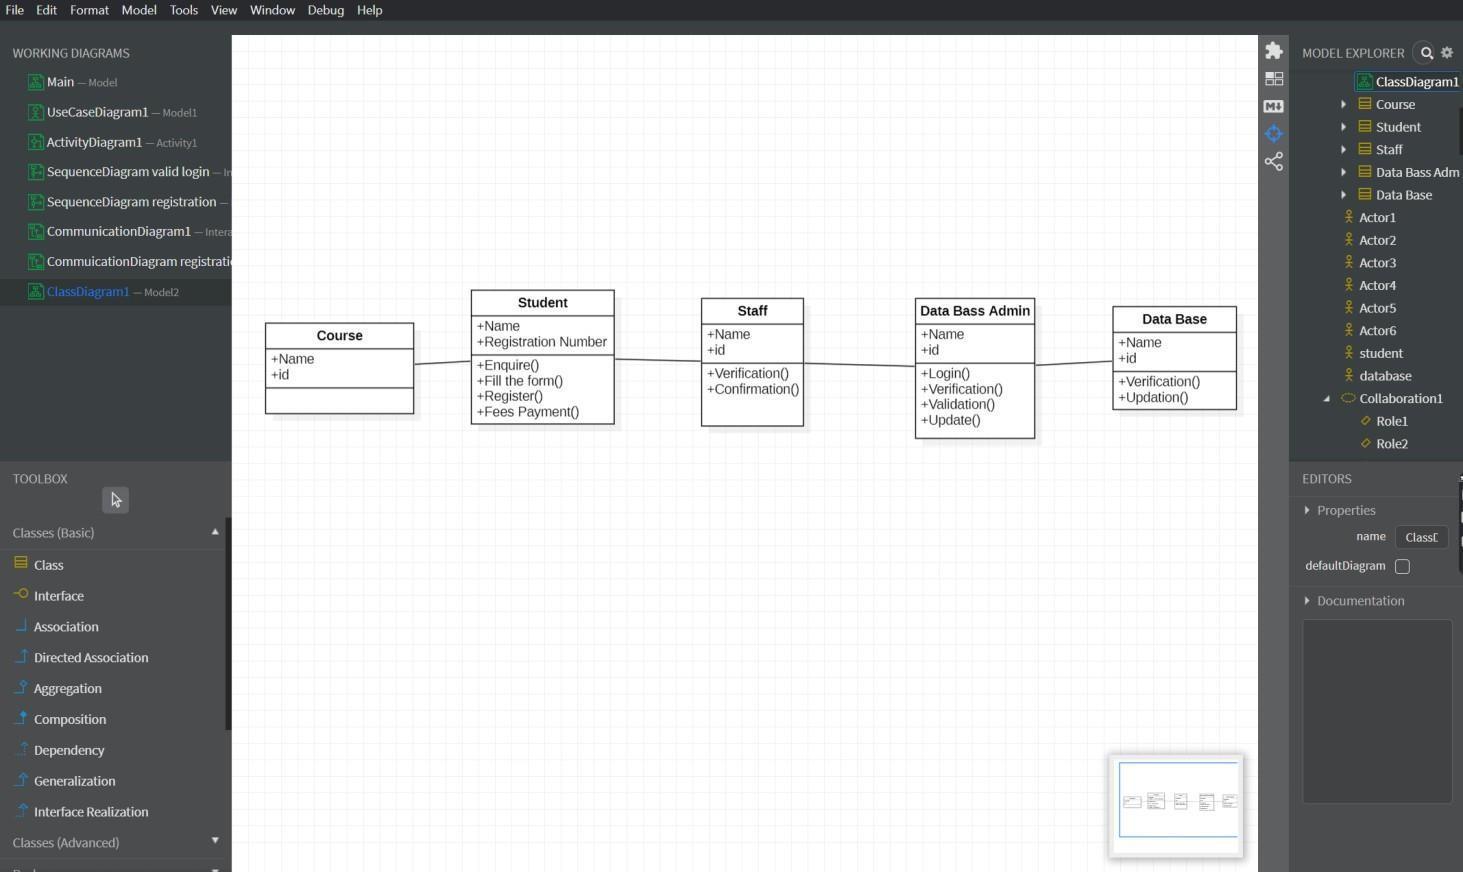 File Edit Format Model Tools View Window Debug Help
WORKING DIAGRAMS
Main — Model
UseCaseDiagram1 — Model1
ActivityDiagram1 — Activity1
SequenceDiagram valid login — In
SequenceDiagram registration —
CommunicationDiagram1 — Intera
CommuicationDiagram registrati
ClassDiagram1 — Model2
TOOLBOX
Classes (Basic)
Class
Interface
Association
Directed Association
Aggregation
Composition
Dependency
Generalization
Interface Realization
Classes (Advanced)
Course
+Name
+id
Student
+Name
+Registration Number
+Enquire()
+Fill the form()
+Register()
+Fees Payment()
Staff
+Name
+id
+Verification()
+Confirmation()
Data Bass Admin
+Name
+id
+Login()
+Verification()
+Validation()
+Update()
Data Base
+Name
+id
+Verification()
+Updation()
M
MODEL EXPLORER
ClassDiagram1
Course
Student
Staff
Data Bass Adm
Data Base
Actor1
Actor2
Actor3
Actor4
Actor5
Actor6
student
database
Collaboration1
Role1
Role2
EDITORS
Properties
name ClassD
defaultDiagram
Documentation